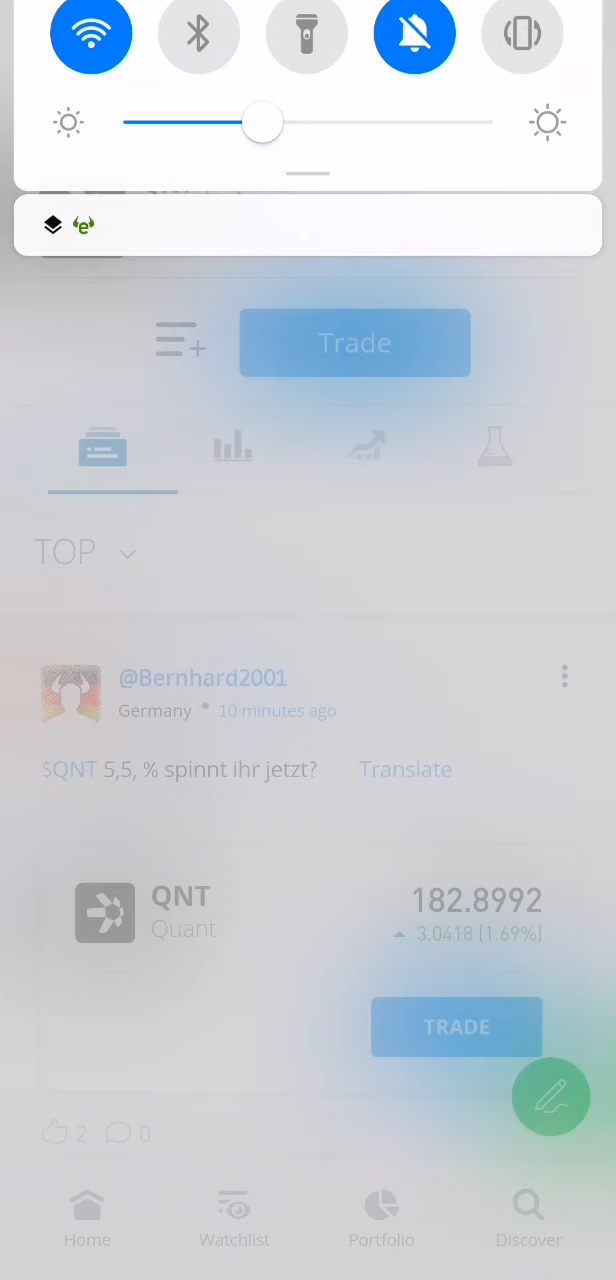 Trade
TOP
@Bernhard2001
Germany • 10 minutes ago
$QNT 5,5, % spinnt ihr jetzt? Translate
QNT 182.8992
Quant 3.0418 (1.69%)
TRADE
2 0
Home Watchlist Portfolio Discover